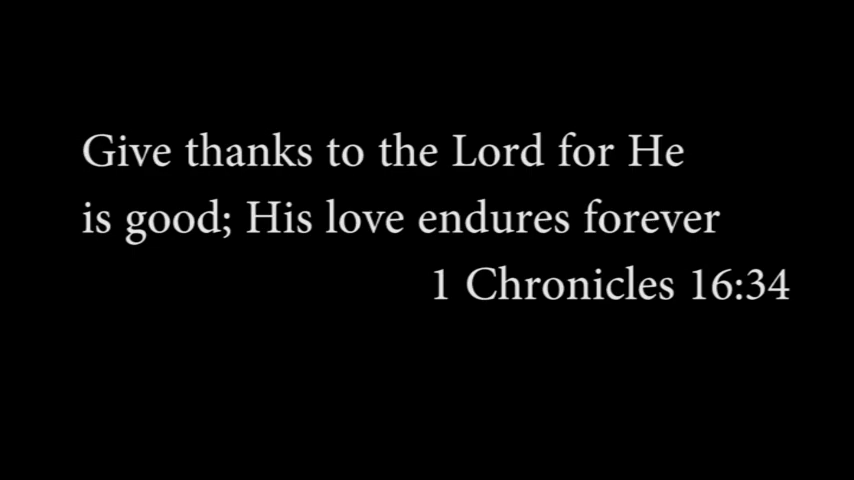 Give thanks to the Lord for He
is good; His love endures forever
1 Chronicles 16:34